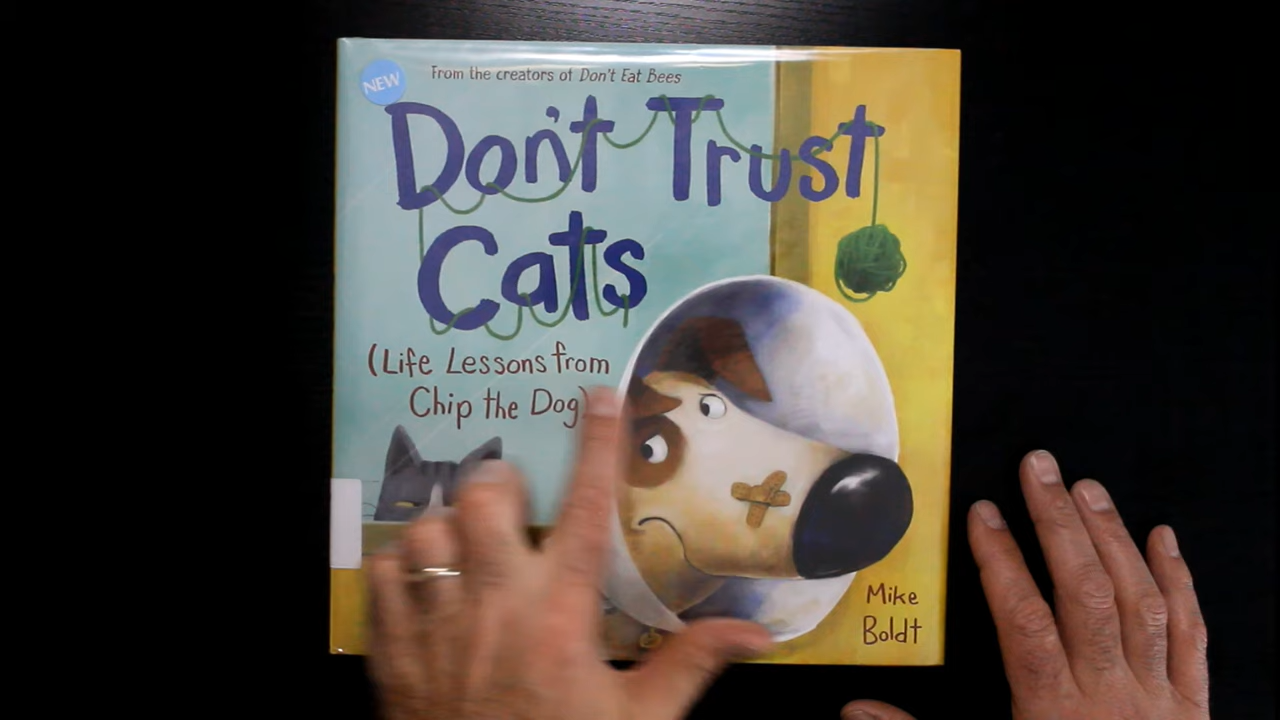 NEW
From the creators of Don't Eat Bees
Don't Trust
Cats
(Life Lessons from
Chip the Dog)
Mike
Boldt